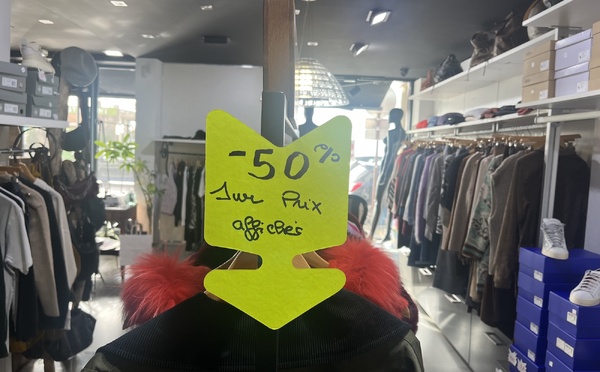 -50%
sur Prix
affichés